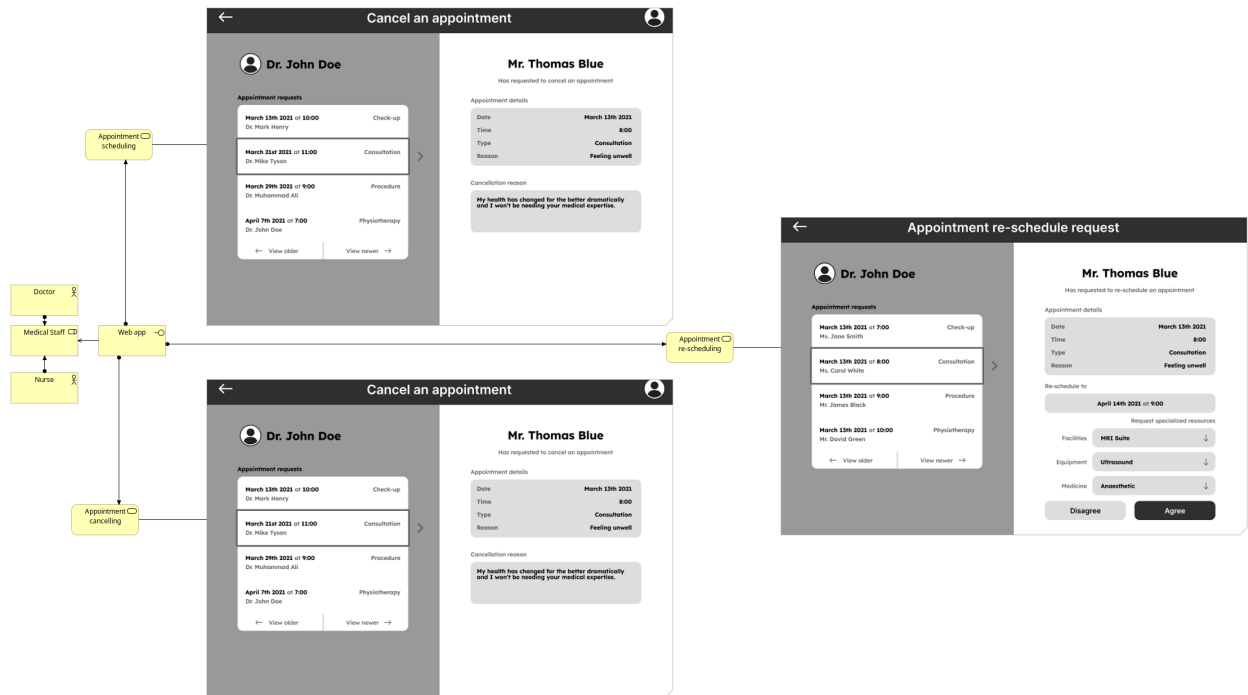 Cancel an appointment
Dr. John Doe
Appointment requests
March 13th 2021 at 10:00 Check-up
Dr. Mark Henry
March 21st at 11:00 Consultation
Dr. Mike Tyson
March 29th 2021 at 9:00 Procedure
Dr. Muhammad Ali
April 7th 2021 at 7:00 Physiotherapy
Dr. John Doe
← View older View newer →
Mr. Thomas Blue
Has requested to cancel an appointment
Appointment details
Date March 13th 2021
Time 8:00
Type Consultation
Reason Feeling unwell
Cancellation reason
My health has changed for the better dramatically
and I won't be needing your medical expertise.
Appointment
scheduling
Doctor
Medical Staff
Web app
Nurse
Appointment
re-scheduling
Appointment
cancelling
Cancel an appointment
Dr. John Doe
Appointment requests
March 13th 2021 at 10:00 Check-up
Dr. Mark Henry
March 21st at 11:00 Consultation
Dr. Mike Tyson
March 29th 2021 at 9:00 Procedure
Dr. Muhammad Ali
April 7th 2021 at 7:00 Physiotherapy
Dr. John Doe
← View older View newer →
Mr. Thomas Blue
Has requested to cancel an appointment
Appointment details
Date March 13th 2021
Time 8:00
Type Consultation
Reason Feeling unwell
Cancellation reason
My health has changed for the better dramatically
and I won't be needing your medical expertise.
Appointment re-schedule request
Dr. John Doe
Appointment requests
March 13th 2021 at 7:00 Check-up
Ms. Jane Smith
March 13th 2021 at 8:00 Consultation
Ms. Carol White
March 13th 2021 at 9:00 Procedure
Mr. James Black
March 13th 2021 at 10:00 Physiotherapy
Mr. David Green
← View older View newer →
Mr. Thomas Blue
Has requested to re-schedule an appointment
Appointment details
Date March 13th 2021
Time 8:00
Type Consultation
Reason Feeling unwell
Re-schedule to
April 14th 2021 at 9:00
Request specialized resources
Facilities MRI Suite ↓
Equipment Ultrasound ↓
Medicine Anaesthetic ↓
Disagree Agree